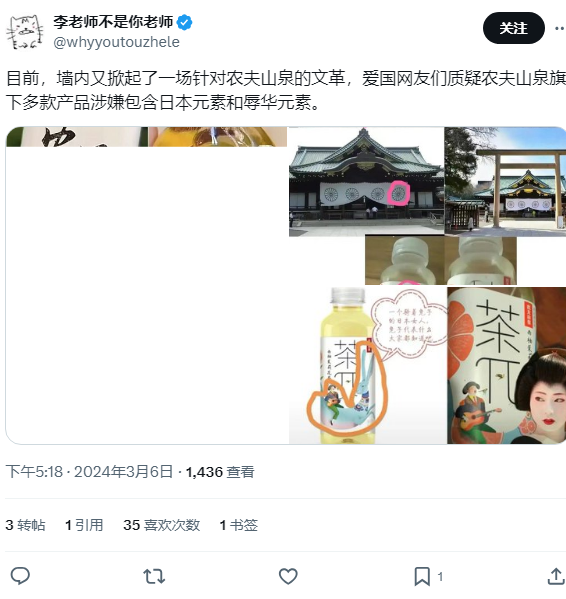 李老师不是你老师
@whyyoutouzhele
关注
目前，墙内又掀起了一场针对农夫山泉的文革，爱国网友们质疑农夫山泉旗
下多款产品涉嫌包含日本元素和辱华元素。
一个骑着兔子
的日本女人，
兔子代表什么
大家都知道吧
茶
π
茶
π
下午5:18 · 2024年3月6日 · 1,436 查看
3 转帖 1 引用 35 喜欢次数 1 书签
1